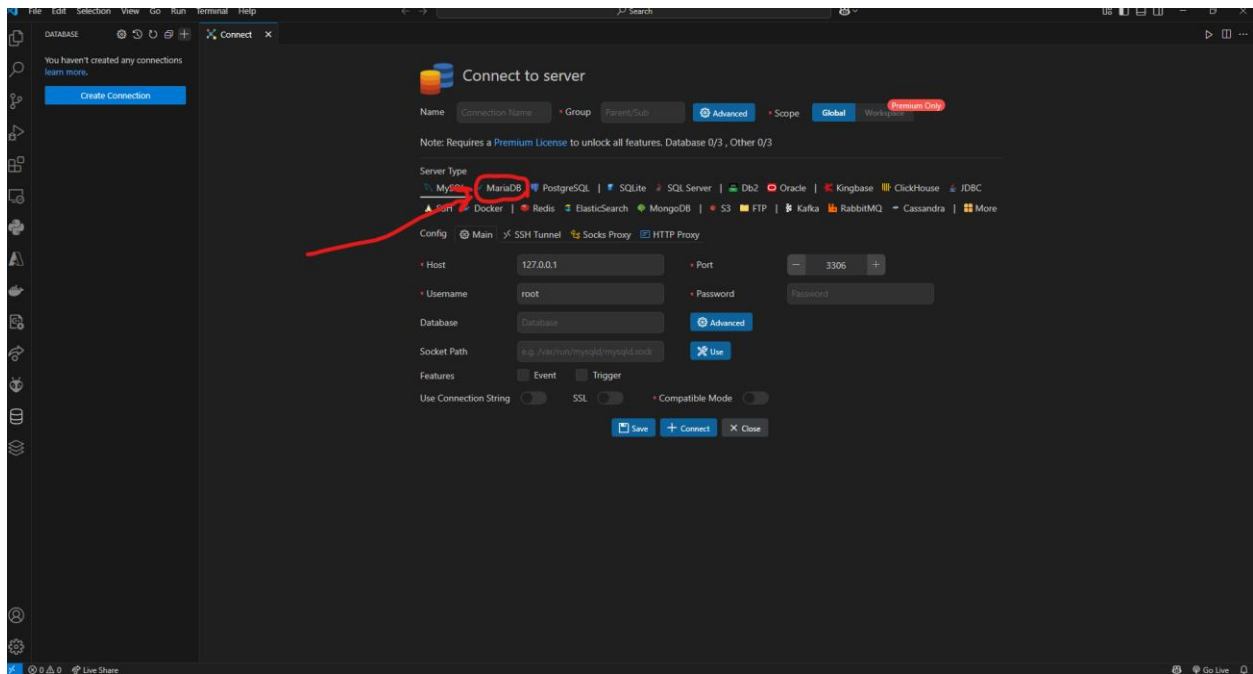 File Edit Selection View Go Run Terminal Help
Search
DATABASE
Connect
You haven't created any connections
learn more.
Create Connection
Connect to server
Name Connection Name * Group Parent/Sub Advanced * Scope Global Workspace
Premium Only
Note: Requires a Premium License to unlock all features. Database 0/3 , Other 0/3
Server Type
MySQL MariaDB PostgreSQL | SQLite SQL Server | Db2 Oracle | Kingbase ClickHouse JDBC
SSH Docker | Redis ElasticSearch MongoDB | S3 FTP | Kafka RabbitMQ Cassandra | More
Config Main SSH Tunnel Socks Proxy HTTP Proxy
* Host 127.0.0.1 * Port 3306
* Username root * Password Password
Database Database Advanced
Socket Path e.g. /var/run/mysqld/mysqld.sock Use
Features Event Trigger
Use Connection String SSL * Compatible Mode
Save Connect Close
0 0 Live Share
Go Live